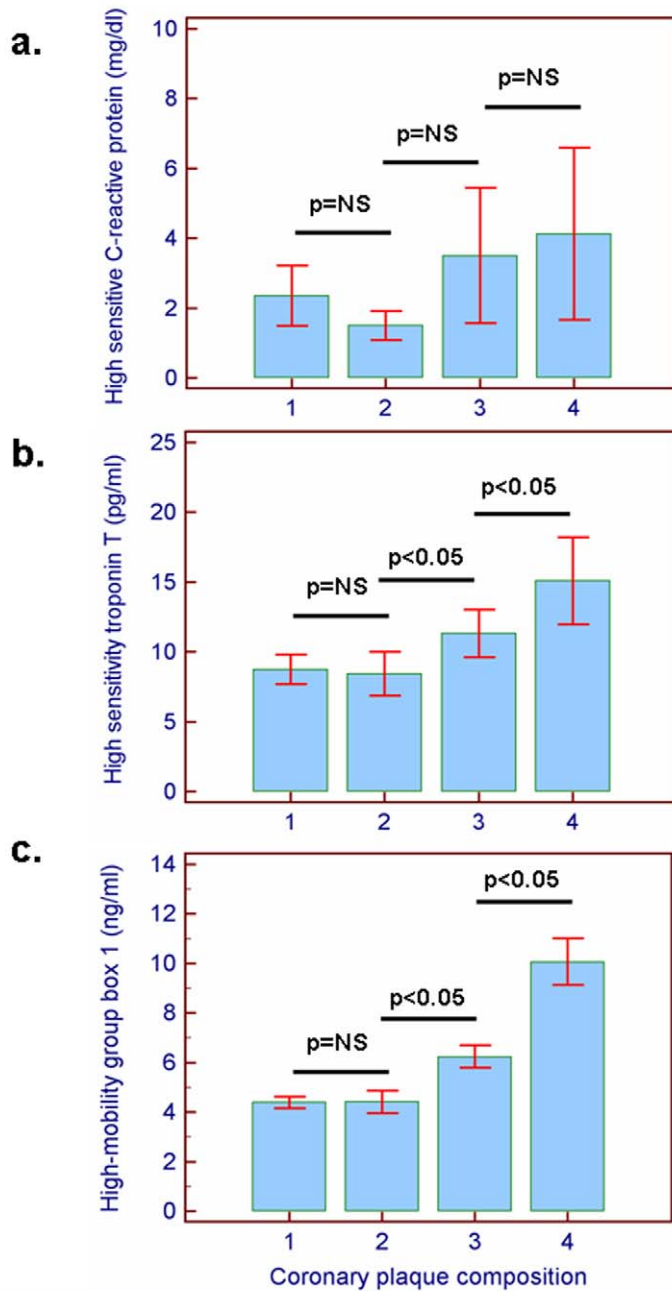 a.
High sensitive C-reactive protein (mg/dl)
10
8
6
4
2
0
p=NS
p=NS
p=NS
1 2 3 4
b.
High sensitivity troponin T (pg/ml)
25
20
15
10
5
0
p=NS
p<0.05
p<0.05
1 2 3 4
c.
High-mobility group box 1 (ng/ml)
14
12
10
8
6
4
2
0
p=NS
p<0.05
p<0.05
1 2 3 4
Coronary plaque composition